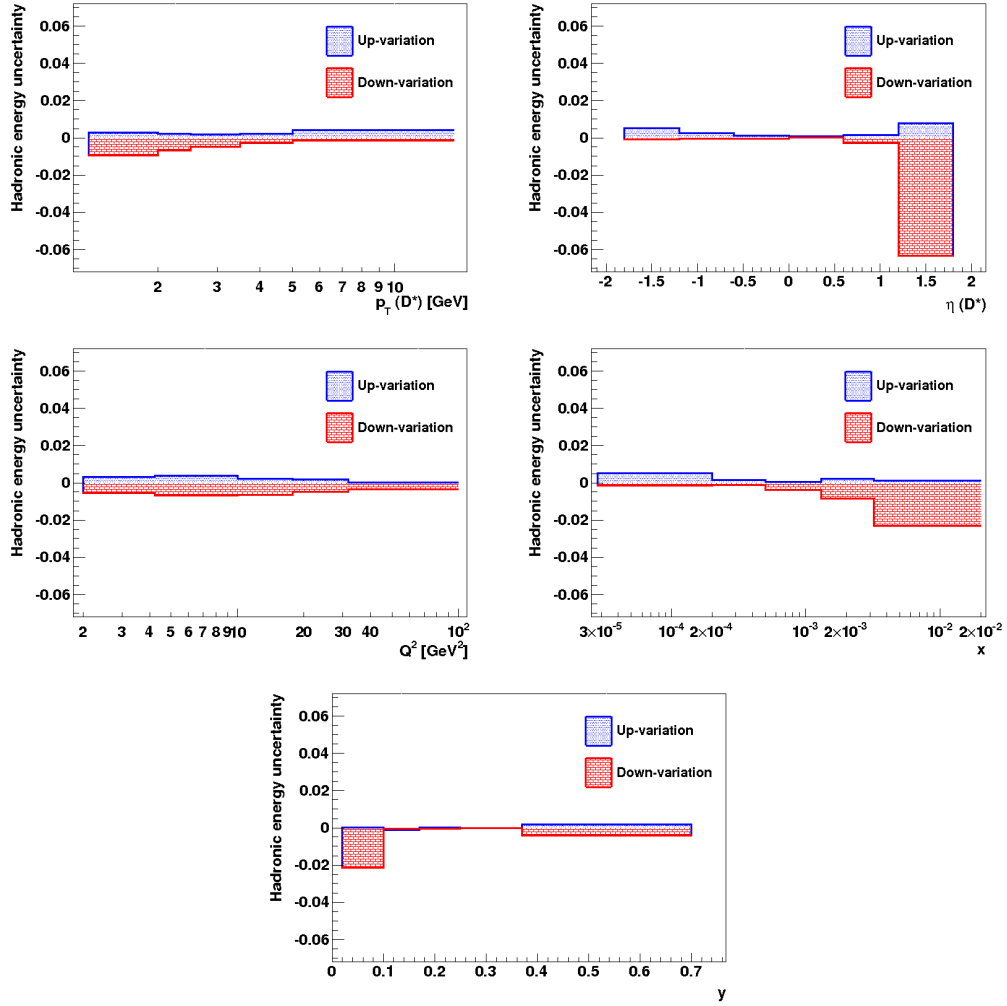 Hadronic energy uncertainty
0.06
0.04
0.02
0
-0.02
-0.04
-0.06
Up-variation
Down-variation
2 3 4 5 6 7 8 9 10
p_T (D*) [GeV]
Hadronic energy uncertainty
0.06
0.04
0.02
0
-0.02
-0.04
-0.06
Up-variation
Down-variation
-2 -1.5 -1 -0.5 0 0.5 1 1.5 2
η (D*)
Hadronic energy uncertainty
0.06
0.04
0.02
0
-0.02
-0.04
-0.06
Up-variation
Down-variation
2 3 4 5 6 7 8 9 10 20 30 40 10²
Q² [GeV²]
Hadronic energy uncertainty
0.06
0.04
0.02
0
-0.02
-0.04
-0.06
Up-variation
Down-variation
3×10⁻⁵ 10⁻⁴ 2×10⁻⁴ 10⁻³ 2×10⁻³ 10⁻² 2×10⁻²
x
Hadronic energy uncertainty
0.06
0.04
0.02
0
-0.02
-0.04
-0.06
Up-variation
Down-variation
0 0.1 0.2 0.3 0.4 0.5 0.6 0.7
y